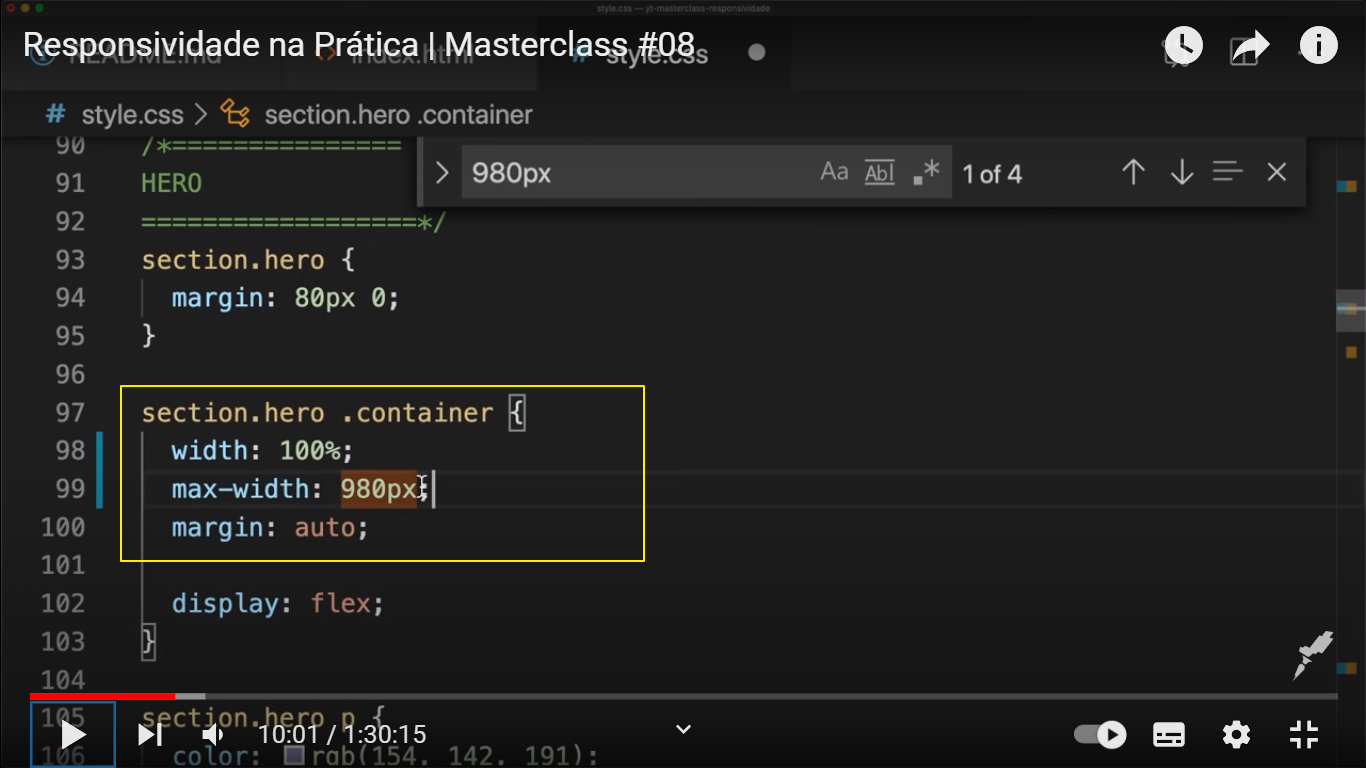 style.css — yt-masterclass-responsividade
Responsividade na Prática | Masterclass #08
README.md index.html # style.css
# style.css > section.hero .container
980px Aa Abl .* 1 of 4
90 /*===============
91 HERO
92 ==================*/
93 section.hero {
94 margin: 80px 0;
95 }
96
97 section.hero .container {
98 width: 100%;
99 max-width: 980px;
100 margin: auto;
101
102 display: flex;
103 }
104
105 section.hero p {
106 color: rgb(154, 142, 191);
10:01 / 1:30:15